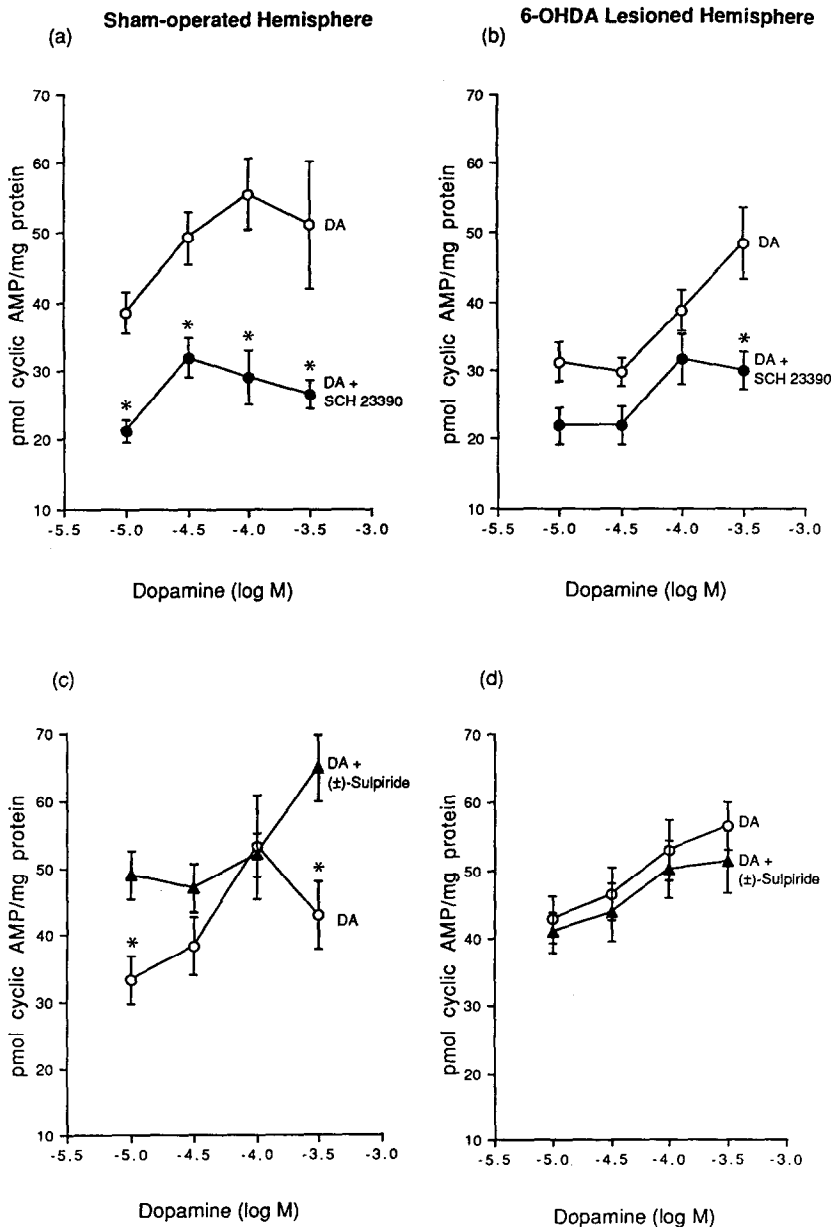 Sham-operated Hemisphere
6-OHDA Lesioned Hemisphere
(a)
pmol cyclic AMP/mg protein
70
60
50
40
30
20
10
DA
DA +
SCH 23390
*
*
*
*
-5.5 -5.0 -4.5 -4.0 -3.5 -3.0
Dopamine (log M)
(b)
pmol cyclic AMP/mg protein
70
60
50
40
30
20
10
DA
*
DA +
SCH 23390
-5.5 -5.0 -4.5 -4.0 -3.5 -3.0
Dopamine (log M)
(c)
pmol cyclic AMP/mg protein
70
60
50
40
30
20
10
DA +
(±)-Sulpiride
*
DA
*
-5.5 -5.0 -4.5 -4.0 -3.5 -3.0
Dopamine (log M)
(d)
pmol cyclic AMP/mg protein
70
60
50
40
30
20
10
DA
DA +
(±)-Sulpiride
-5.5 -5.0 -4.5 -4.0 -3.5 -3.0
Dopamine (log M)